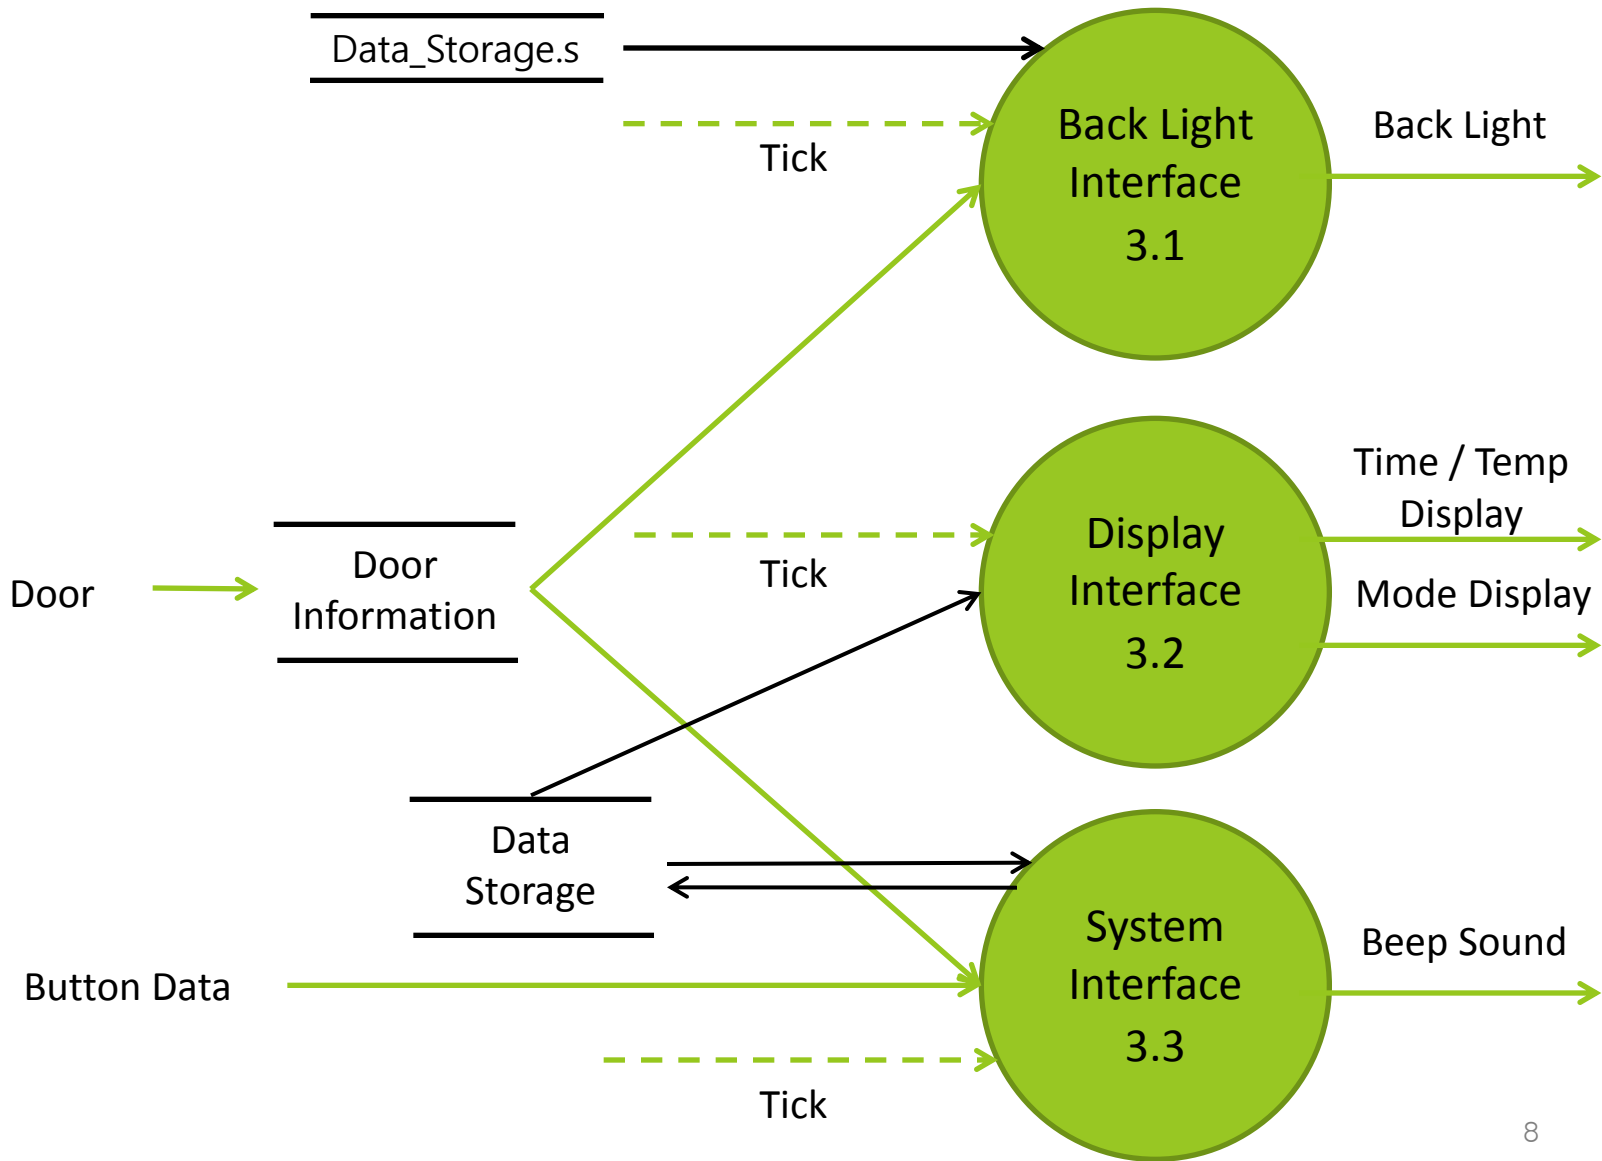 Data_Storage.s
Tick
Back Light
Interface
3.1
Back Light
Door
Door
Information
Tick
Display
Interface
3.2
Time / Temp
Display
Mode Display
Data
Storage
Button Data
Tick
System
Interface
3.3
Beep Sound
8